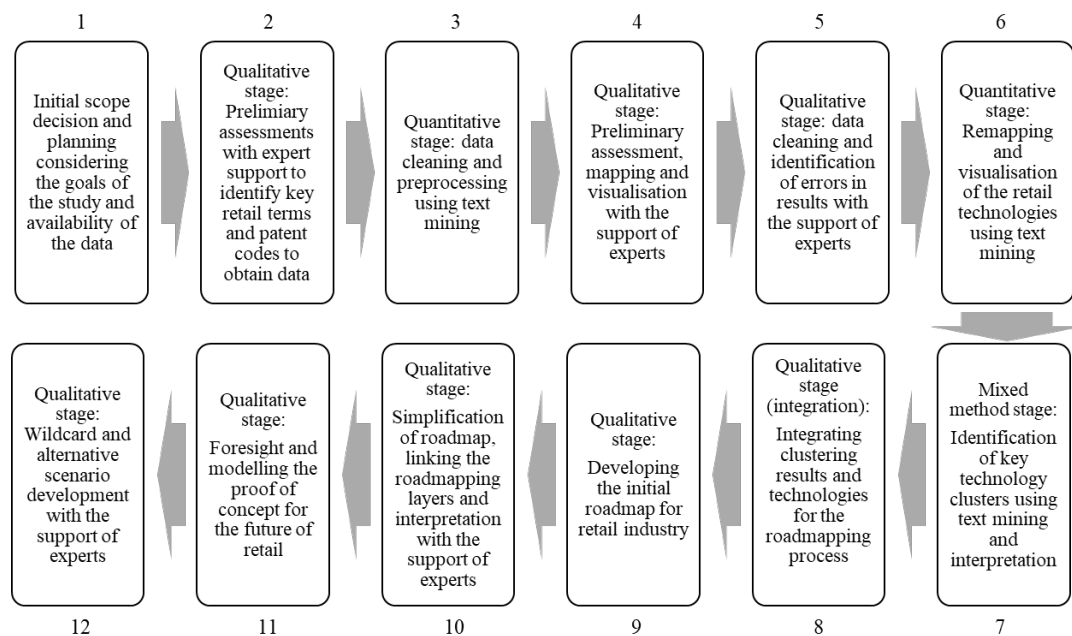 1
2
3
4
5
6
Initial scope
decision and
planning
considering
the goals of
the study and
availability of
the data
Qualitative
stage:
Prelimiary
assessments
with expert
support to
identify key
retail terms
and patent
codes to
obtain data
Quantitative
stage: data
cleaning and
preprocessing
using text
mining
Qualitative
stage:
Preliminary
assessment,
mapping and
visualisation
with the
support of
experts
Qualitative
stage: data
cleaning and
identification
of errors in
results with
the support
of experts
Quantitative
stage:
Remapping
and
visualisation
of the retail
technologies
using text
mining
Qualitative
stage:
Wildcard and
alternative
scenario
development
with the
support of
experts
Qualitative
stage:
Foresight and
modelling the
proof of
concept for
the future of
retail
Qualitative
stage:
Simplification
of roadmap,
linking the
roadmapping
layers and
interpretation
with the
support of
experts
Qualitative
stage:
Developing
the initial
roadmap for
retail industry
Qualitative
stage
(integration):
Integrating
clustering
results and
technologies
for the
roadmapping
process
Mixed
method stage:
Identification
of key
technology
clusters using
text mining
and
interpretation
12
11
10
9
8
7